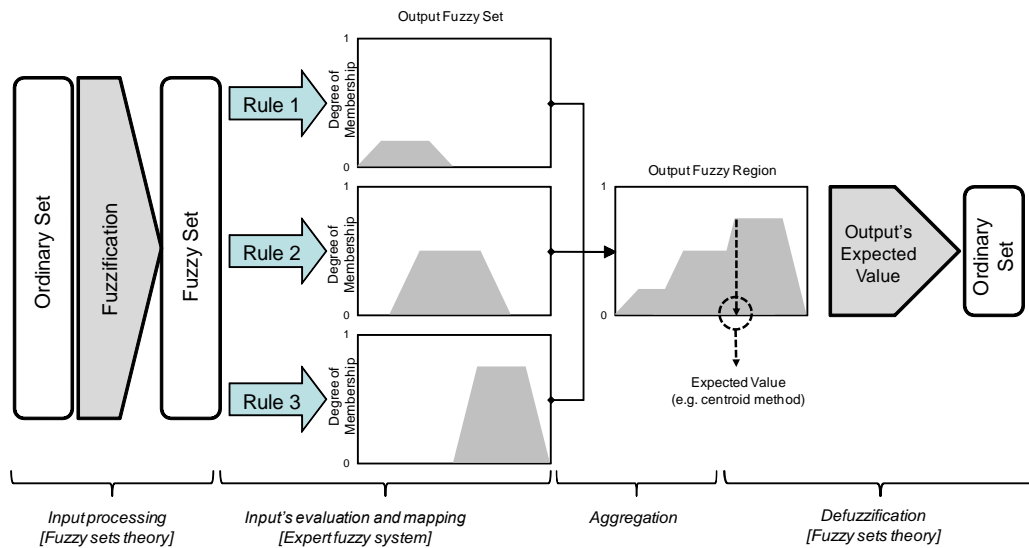 Output Fuzzy Set
Ordinary Set
Fuzzification
Fuzzy Set
Rule 1
Degree of
Membership
1
0
Rule 2
Degree of
Membership
1
0
Rule 3
Degree of
Membership
1
0
Output Fuzzy Region
1
0
Expected Value
(e.g. centroid method)
Output's
Expected
Value
Ordinary
Set
Input processing
[Fuzzy sets theory]
Input's evaluation and mapping
[Expert fuzzy system]
Aggregation
Defuzzification
[Fuzzy sets theory]